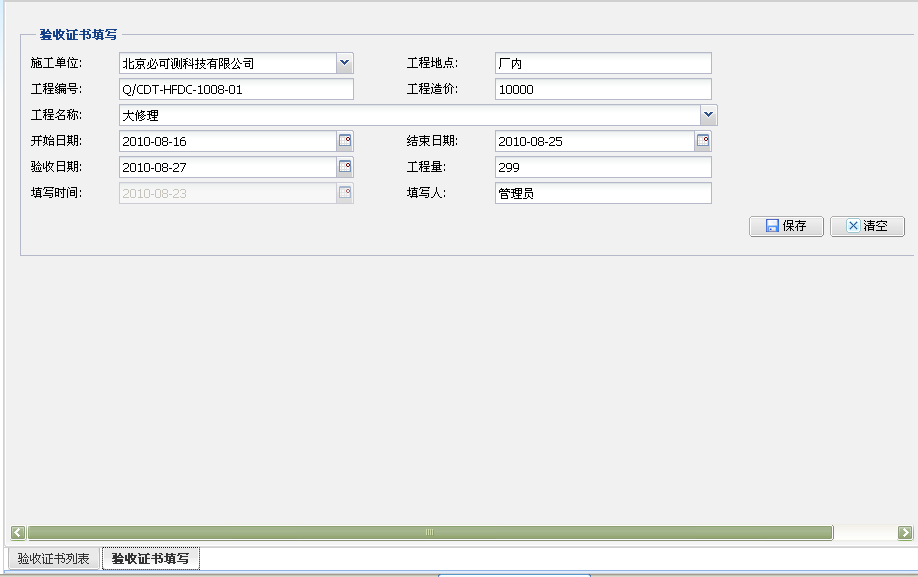 验收证书填写
施工单位: 北京必可测科技有限公司 工程地点: 厂内
工程编号: Q/CDT-HFDC-1008-01 工程造价: 10000
工程名称: 大修理
开始日期: 2010-08-16 结束日期: 2010-08-25
验收日期: 2010-08-27 工程量: 299
填写时间: 2010-08-23 填写人: 管理员
保存 清空
验收证书列表 验收证书填写